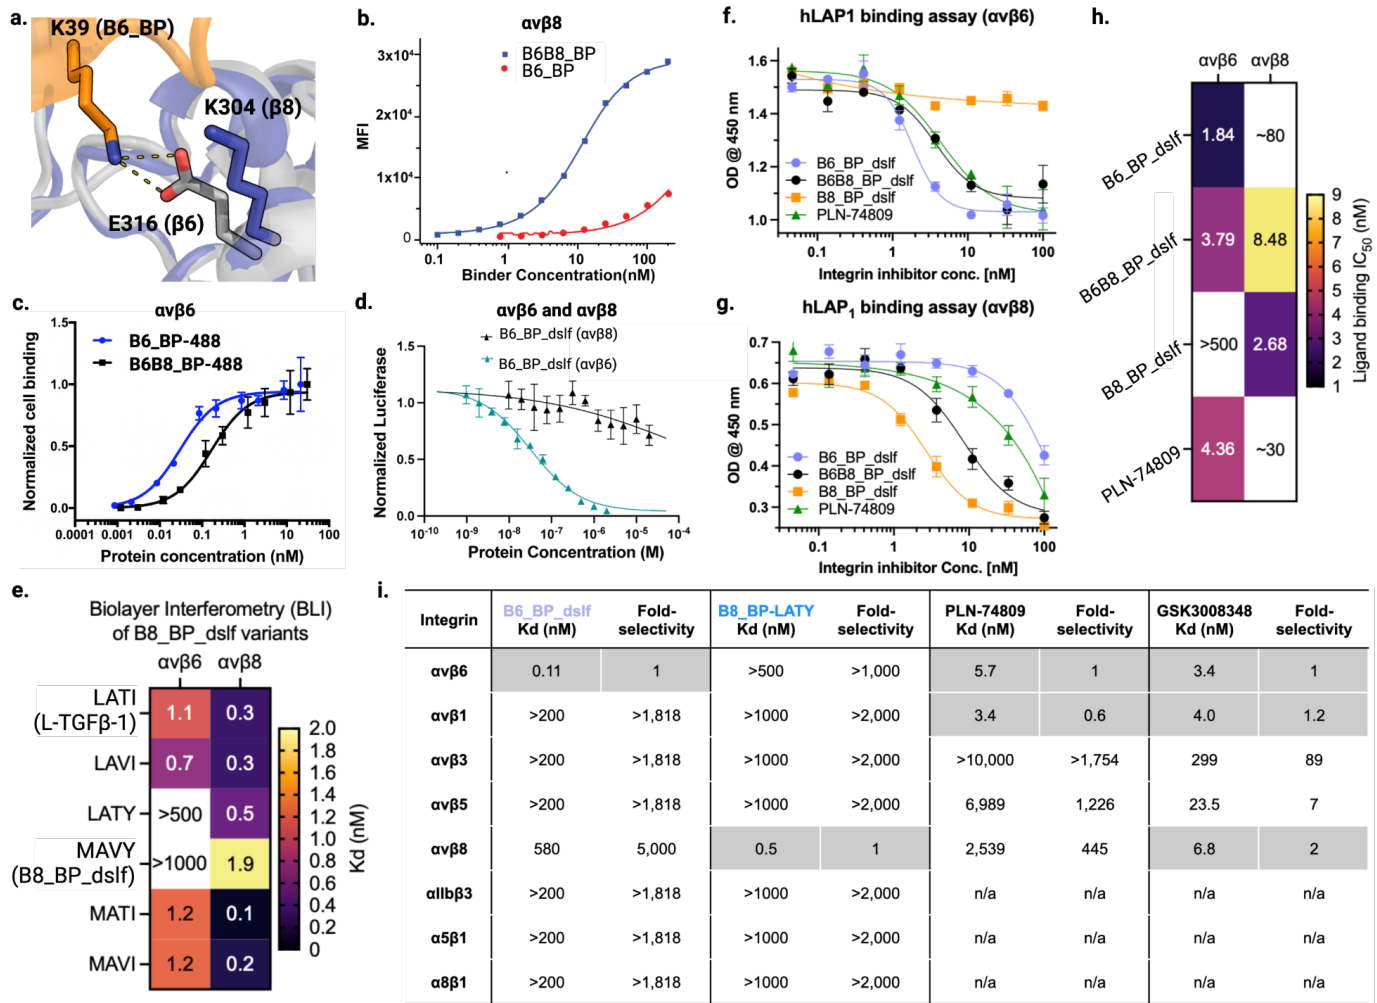 a.
K39 (B6_BP)
K304 (β8)
E316 (β6)
b.
αvβ8
B6B8_BP
B6_BP
MFI
3x10⁴
2x10⁴
1x10⁴
0
0.1
1
10
100
Binder Concentration(nM)
c.
αvβ6
B6_BP-488
B6B8_BP-488
Normalized cell binding
1.5
1.0
0.5
0.0
0.0001
0.001
0.01
0.1
1
10
100
Protein concentration (nM)
d.
αvβ6 and αvβ8
B6_BP_dslf (αvβ8)
B6_BP_dslf (αvβ6)
Normalized Luciferase
1.5
1.0
0.5
0.0
10⁻¹⁰
10⁻⁹
10⁻⁸
10⁻⁷
10⁻⁶
10⁻⁵
10⁻⁴
Protein Concentration (M)
e.
Biolayer Interferometry (BLI)
of B8_BP_dslf variants
αvβ6 αvβ8
LATI
(L-TGFβ-1)
1.1 0.3
LAVI 0.7 0.3
LATY >500 0.5
MAVY
(B8_BP_dslf)
>1000 1.9
MATI 1.2 0.1
MAVI 1.2 0.2
2.0
1.8
1.6
1.4
1.2
1.0
0.8
0.6
0.4
0.2
0
Kd (nM)
f.
hLAP1 binding assay (αvβ6)
OD @ 450 nm
1.6
1.4
1.2
1.0
B6_BP_dslf
B6B8_BP_dslf
B8_BP_dslf
PLN-74809
0.1
1
10
100
Integrin inhibitor conc. [nM]
g.
hLAP₁ binding assay (αvβ8)
OD @ 450 nm
0.7
0.6
0.5
0.4
0.3
B6_BP_dslf
B6B8_BP_dslf
B8_BP_dslf
PLN-74809
0.1
1
10
100
Integrin inhibitor Conc. [nM]
h.
αvβ6 αvβ8
B6_BP_dslf 1.84 ~80
B6B8_BP_dslf 3.79 8.48
B8_BP_dslf >500 2.68
PLN-74809 4.36 ~30
9
8
7
6
5
4
3
2
1
Ligand binding IC₅₀ (nM)
i.
Integrin B6_BP_dslf Kd (nM) Fold-selectivity B8_BP-LATY Kd (nM) Fold-selectivity PLN-74809 Kd (nM) Fold-selectivity GSK3008348 Kd (nM) Fold-selectivity
αvβ6 0.11 1 >500 >1,000 5.7 1 3.4 1
αvβ1 >200 >1,818 >1000 >2,000 3.4 0.6 4.0 1.2
αvβ3 >200 >1,818 >1000 >2,000 >10,000 >1,754 299 89
αvβ5 >200 >1,818 >1000 >2,000 6,989 1,226 23.5 7
αvβ8 580 5,000 0.5 1 2,539 445 6.8 2
αIIbβ3 >200 >1,818 >1000 >2,000 n/a n/a n/a n/a
α5β1 >200 >1,818 >1000 >2,000 n/a n/a n/a n/a
α8β1 >200 >1,818 >1000 >2,000 n/a n/a n/a n/a